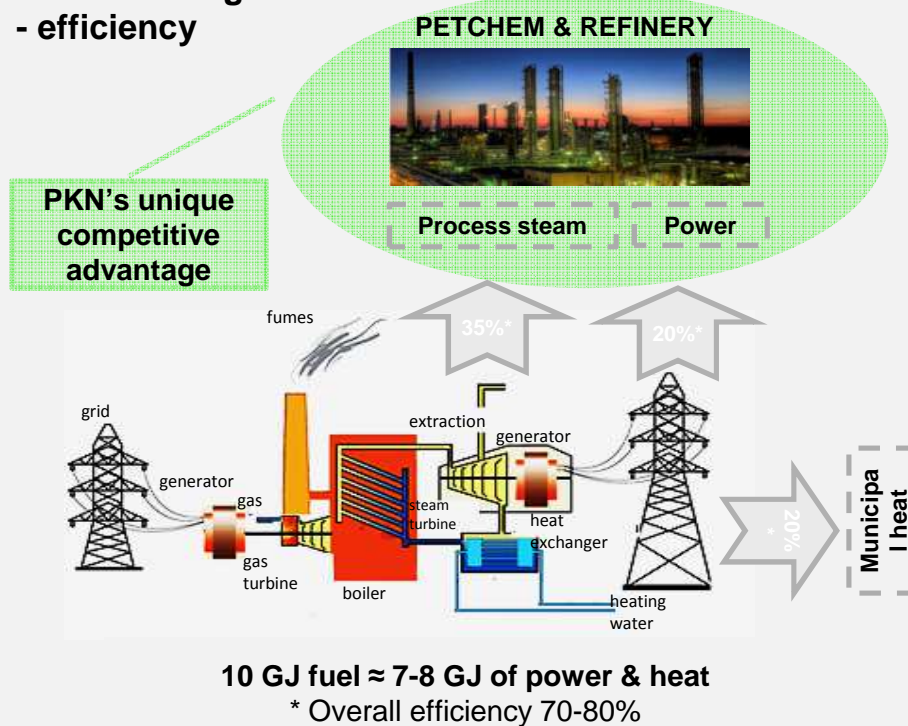 - efficiency
PETCHEM & REFINERY
PKN's unique
competitive
advantage
Process steam
Power
35%*
20%*
fumes
grid
extraction
generator
generator
gas
steam
turbine
heat
exchanger
gas
turbine
boiler
heating
water
20%
*
Municipa
l heat
10 GJ fuel ≈ 7-8 GJ of power & heat
* Overall efficiency 70-80%